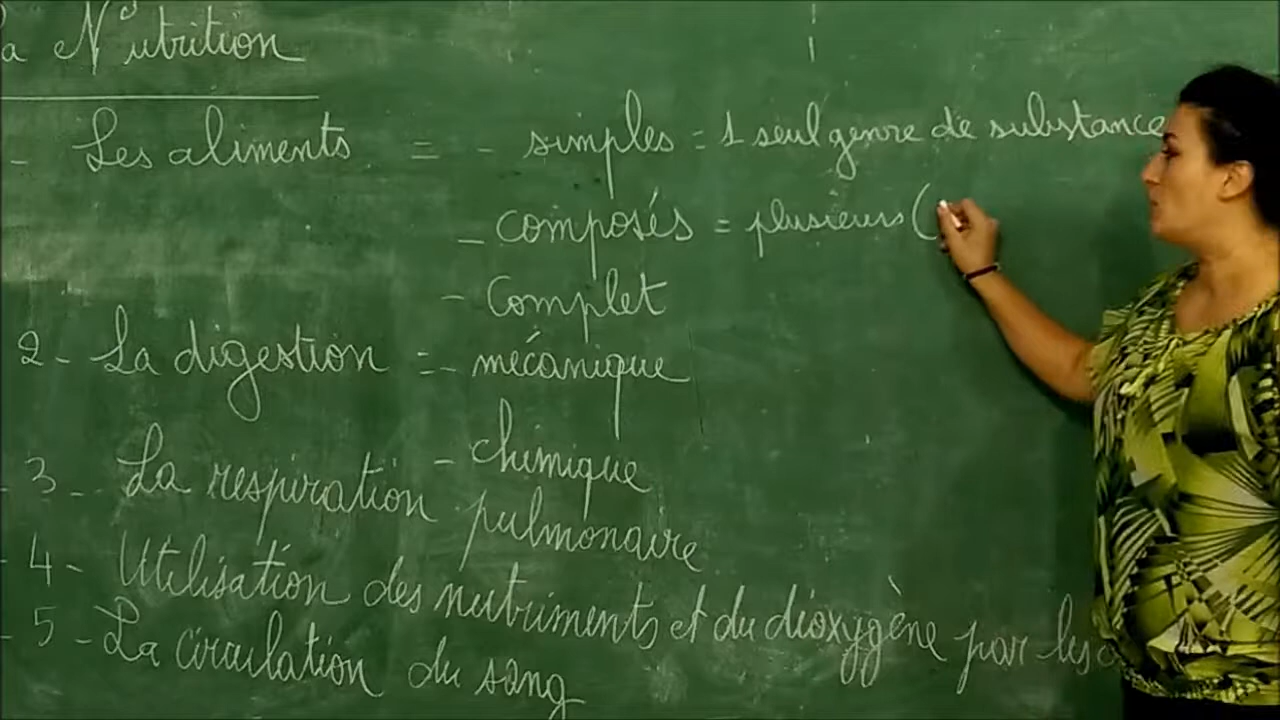 a Nutrition
- Les aliments = - simples = 1 seul genre de substance
- composés = plusieurs (
- Complet
2 - La digestion = - mécanique
- chimique
- 3 - La respiration pulmonaire
- 4 - Utilisation des nutriments et du dioxygène par les
- 5 - La circulation du sang